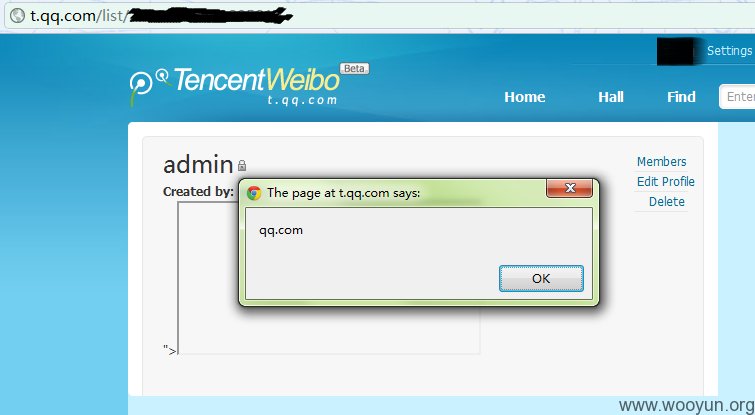 t.qq.com/list/
Settings
TencentWeibo Beta
t.qq.com
Home Hall Find Enter
admin
Created by:
Members
Edit Profile
Delete
The page at t.qq.com says:
qq.com
OK
">
www.wooyun.org